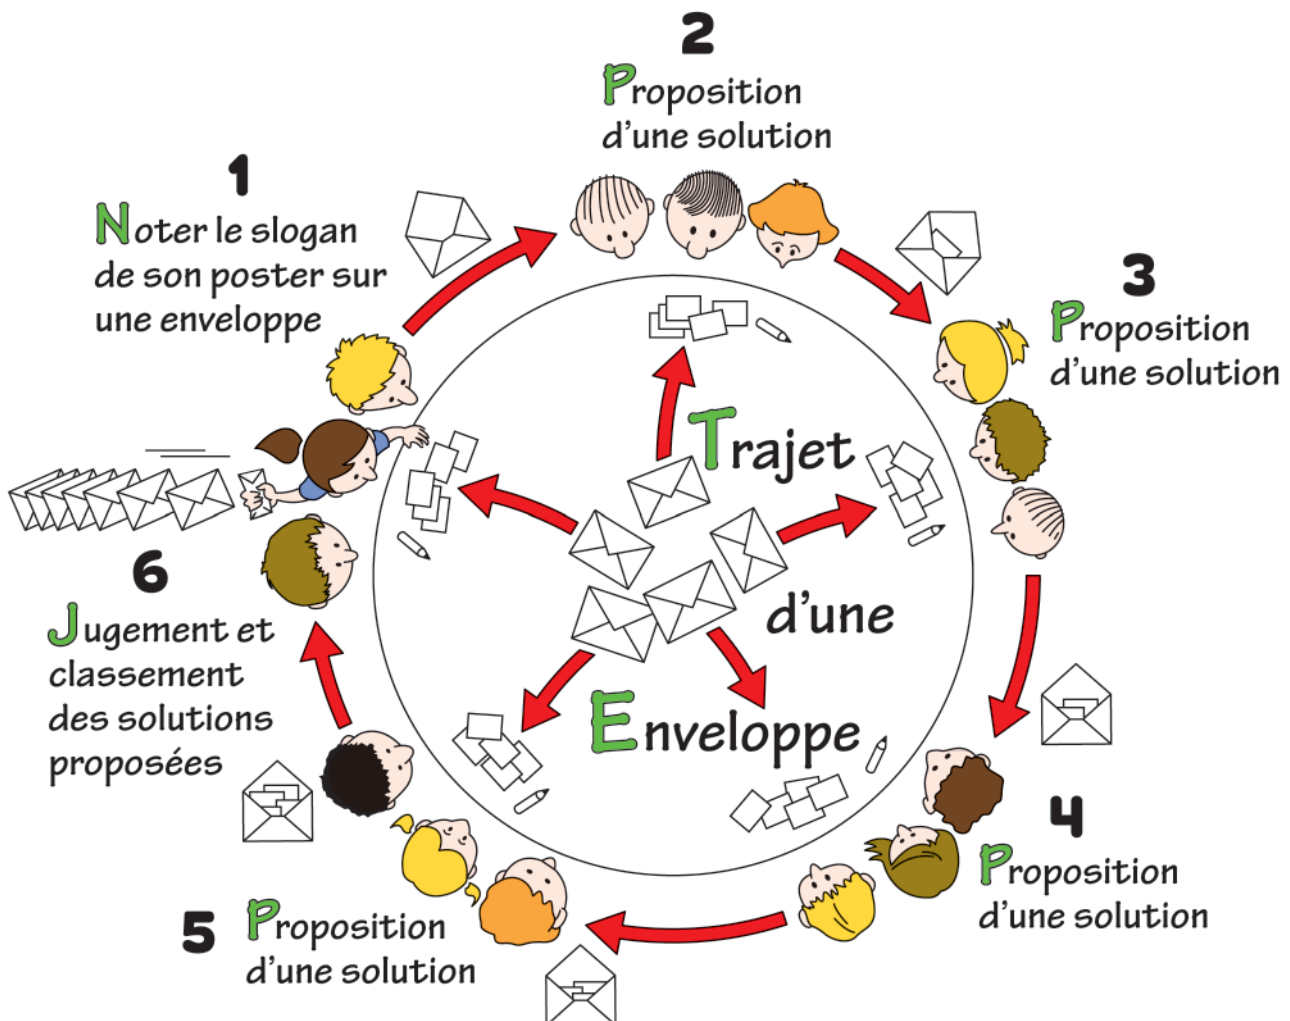 1
Noter le slogan
de son poster sur
une enveloppe
2
Proposition
d'une solution
3
Proposition
d'une solution
Trajet
d'une
Enveloppe
4
Proposition
d'une solution
5
Proposition
d'une solution
6
Jugement et
classement
des solutions
proposées